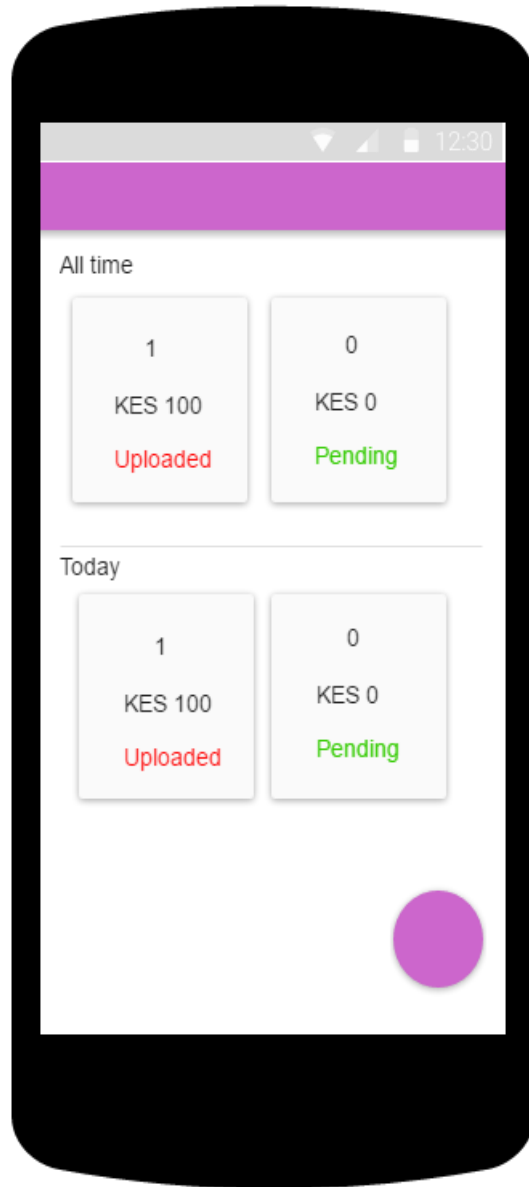 12:30
All time
1
0
KES 100
KES 0
Uploaded
Pending
Today
1
0
KES 100
KES 0
Uploaded
Pending